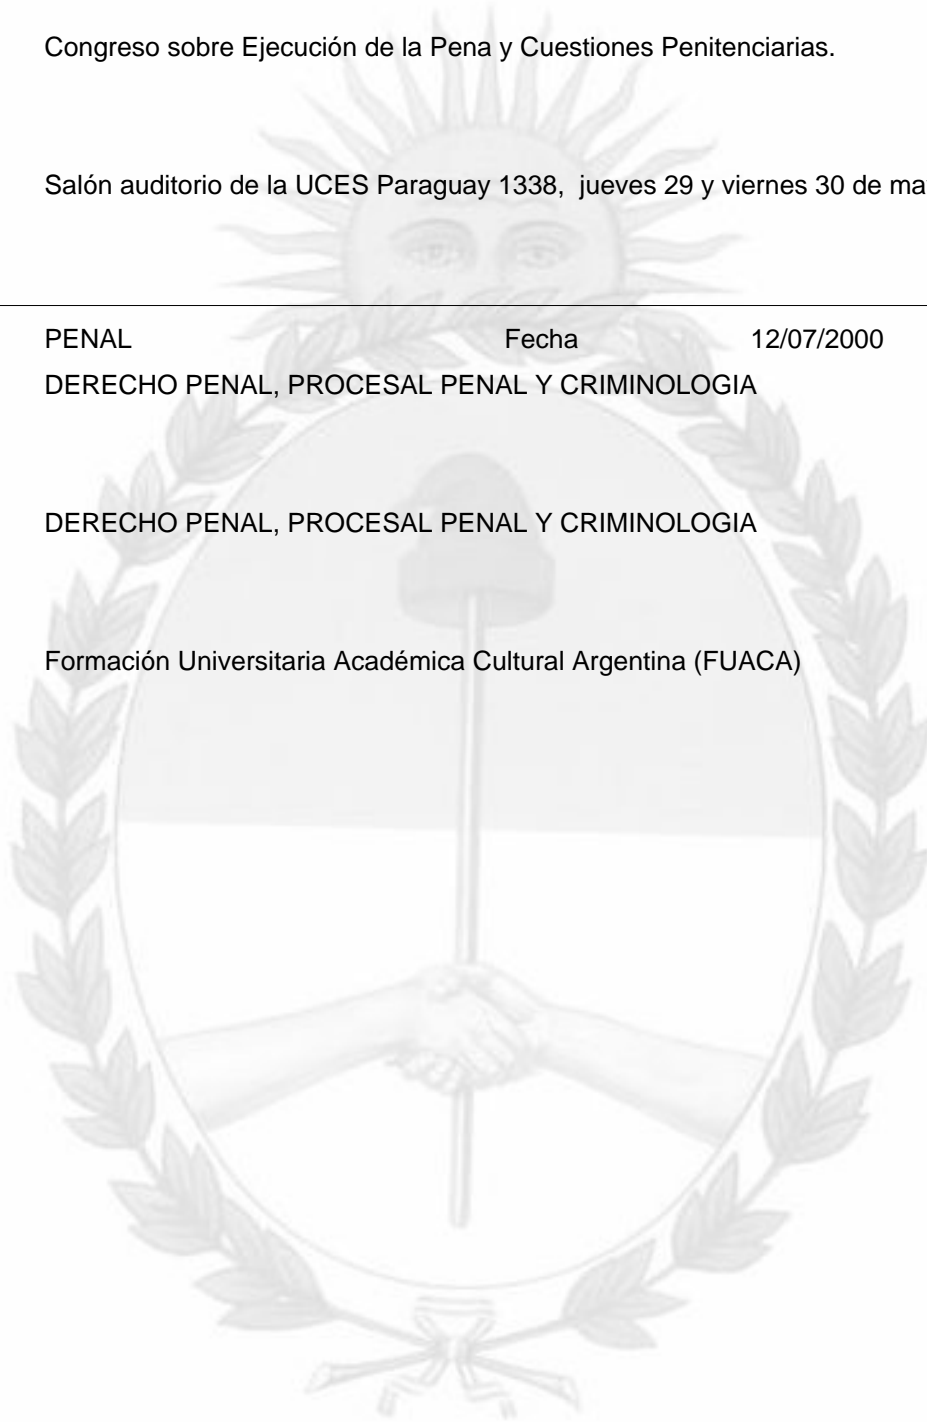 Congreso sobre Ejecución de la Pena y Cuestiones Penitenciarias.
Salón auditorio de la UCES Paraguay 1338, jueves 29 y viernes 30 de
PENAL Fecha 12/07/2000
DERECHO PENAL, PROCESAL PENAL Y CRIMINOLOGIA
DERECHO PENAL, PROCESAL PENAL Y CRIMINOLOGIA
Formación Universitaria Académica Cultural Argentina (FUACA)